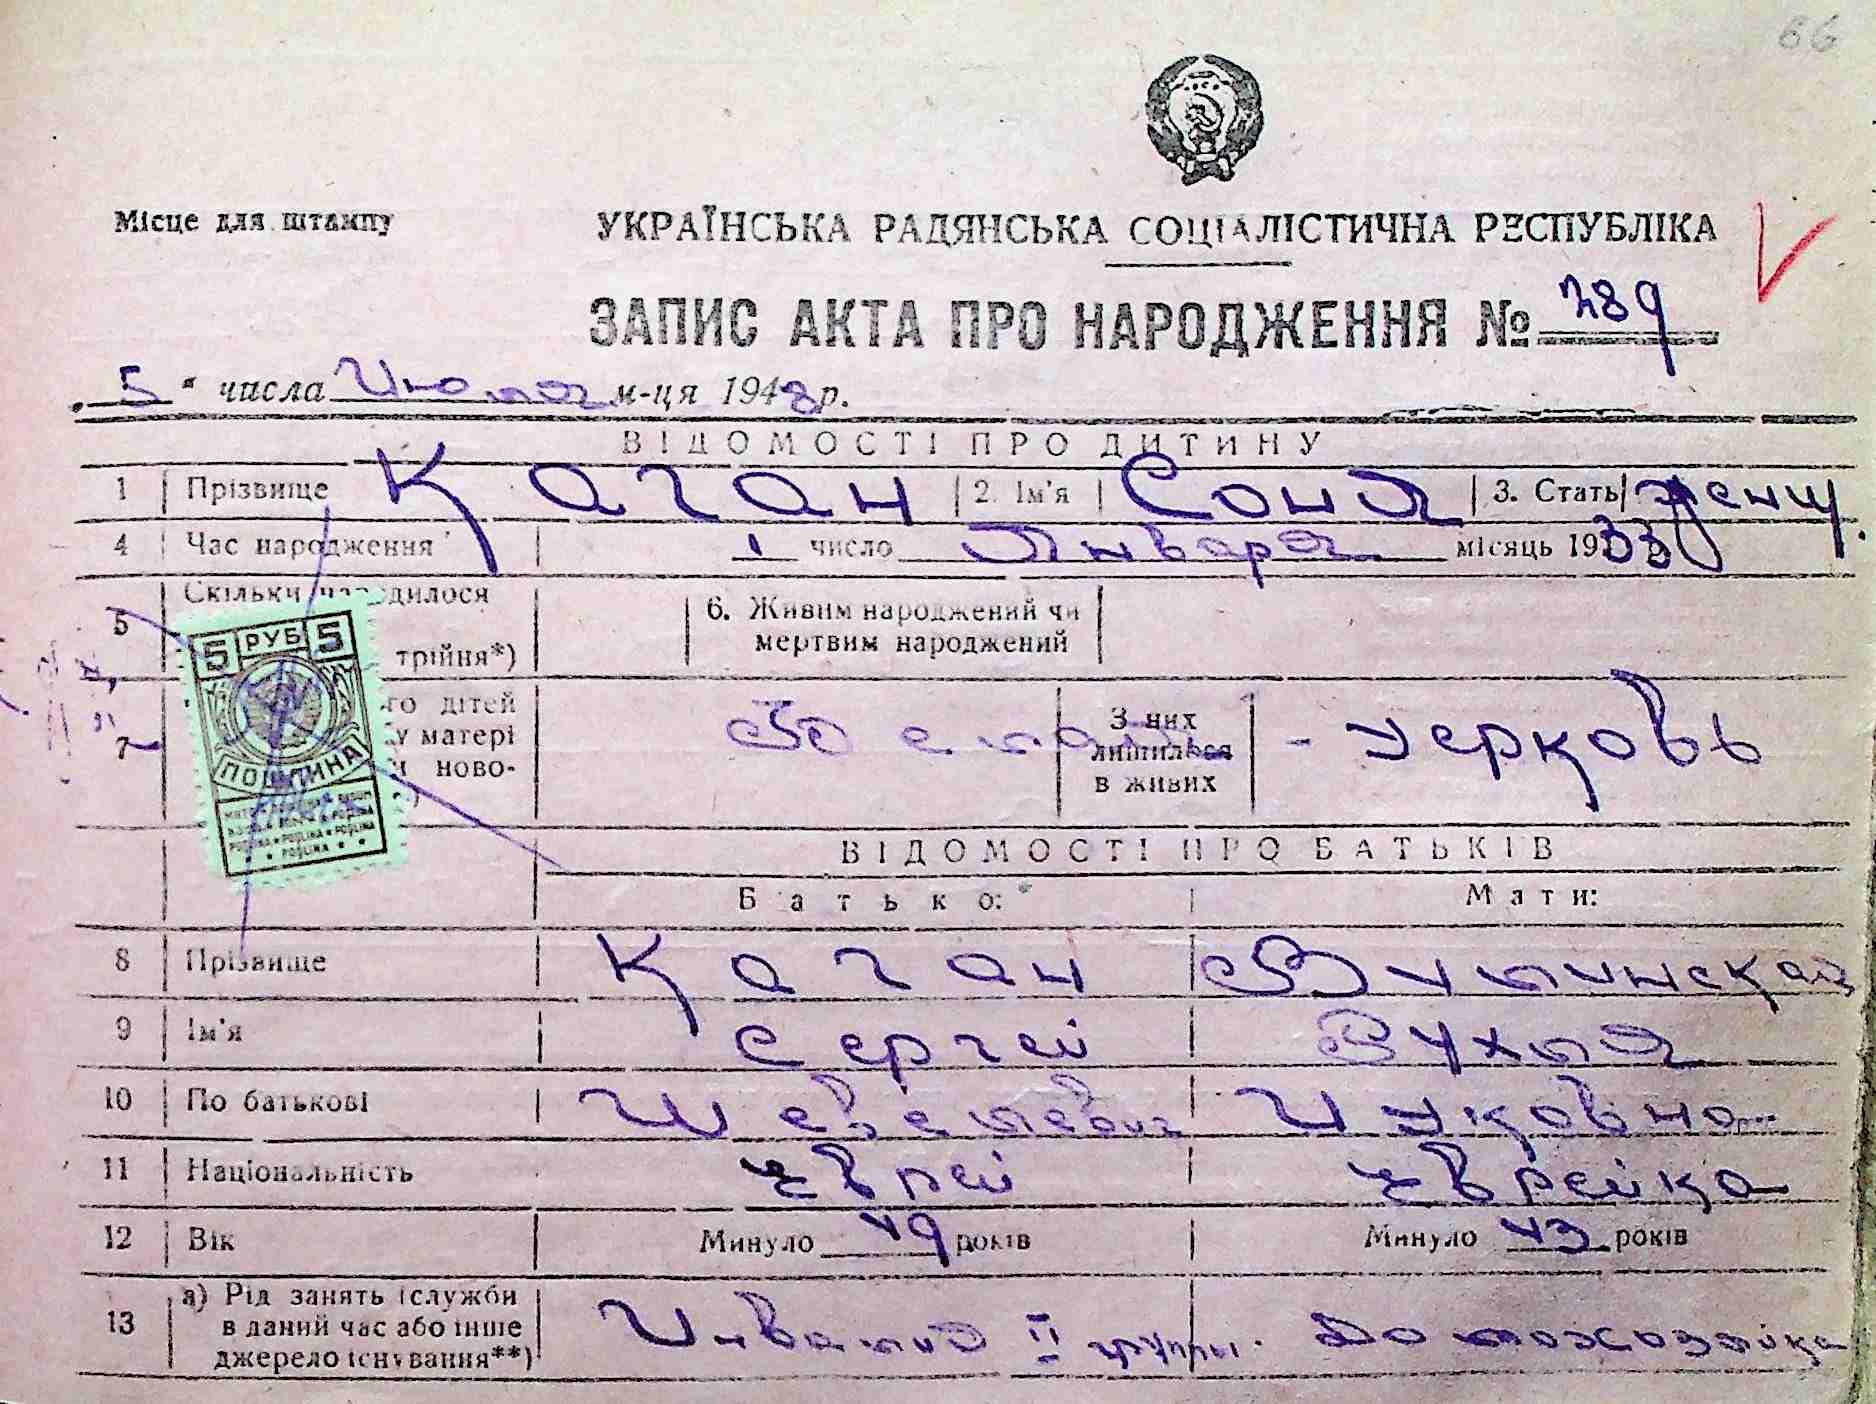 66
Місце для штампу
УКРАЇНСЬКА РАДЯНСЬКА СОЦІАЛІСТИЧНА РЕСПУБЛІКА
ЗАПИС АКТА ПРО НАРОДЖЕННЯ № 289
„5“ числа Июля м-ця 1948 р.
ВІДОМОСТІ ПРО ДИТИНУ
1 Прізвище Каган 2. Ім'я Соня 3. Стать женщ.
4 Час народження 1 число Января місяць 1933
5 Скільки народилося
трійня*)
6. Живим народжений чи
мертвим народжений
7
го дітей
у матері
ново-
З них
лишилося
в живих
5 РУБ 5
ПОШЛИНА
ВІДОМОСТІ ПРО БАТЬКІВ
Батько: Мати:
8 Прізвище Каган
9 Ім'я Сергей Рухля
10 По батькові
11 Національність Еврей Еврейка
12 Вік Минуло 49 років Минуло 43 років
13 а) Рід занять (служби
в даний час або інше
джерело існування**)
Инвалид II группы. Домохозяйка